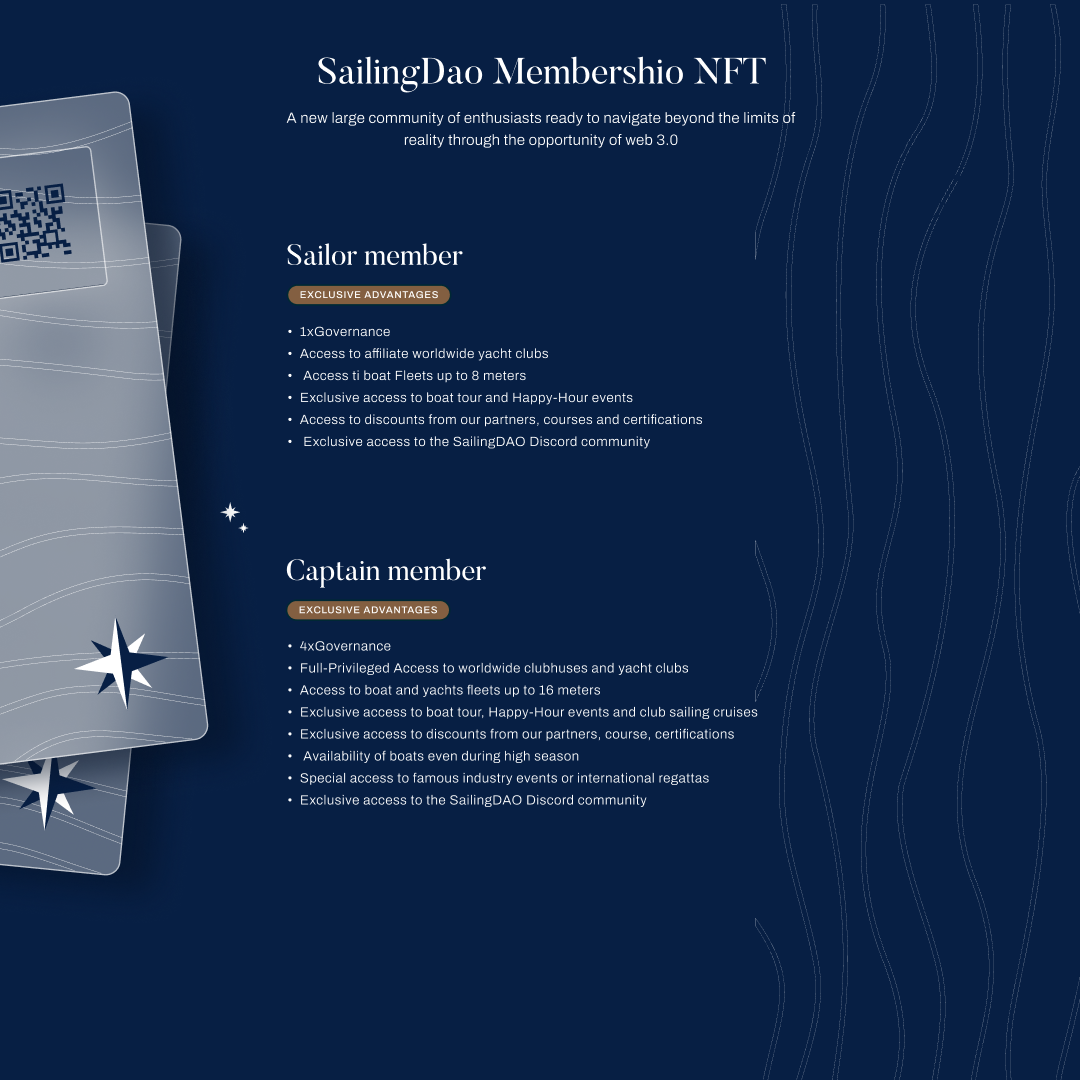 SailingDao Membershio NFT
A new large community of enthusiasts ready to navigate beyond the limits of
reality through the opportunity of web 3.0
Sailor member
EXCLUSIVE ADVANTAGES
• 1xGovernance
• Access to affiliate worldwide yacht clubs
• Access ti boat Fleets up to 8 meters
• Exclusive access to boat tour and Happy-Hour events
• Access to discounts from our partners, courses and certifications
• Exclusive access to the SailingDAO Discord community
Captain member
EXCLUSIVE ADVANTAGES
• 4xGovernance
• Full-Privileged Access to worldwide clubhuses and yacht clubs
• Access to boat and yachts fleets up to 16 meters
• Exclusive access to boat tour, Happy-Hour events and club sailing cruises
• Exclusive access to discounts from our partners, course, certifications
• Availability of boats even during high season
• Special access to famous industry events or international regattas
• Exclusive access to the SailingDAO Discord community